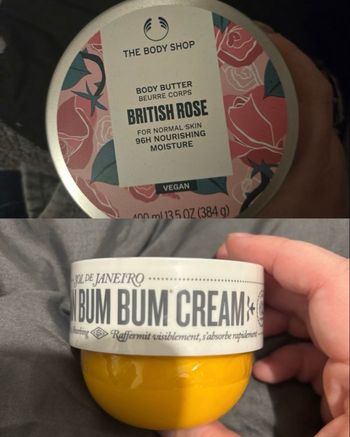 THE BODY SHOP
BODY BUTTER
BEURRE CORPS
BRITISH ROSE
FOR NORMAL SKIN
96H NOURISHING
MOISTURE
VEGAN
400 ml 13.5 OZ (384 g)
DE JANEIRO
BUM BUM CREAM
Raffermit visiblement, s'absorbe rapidement